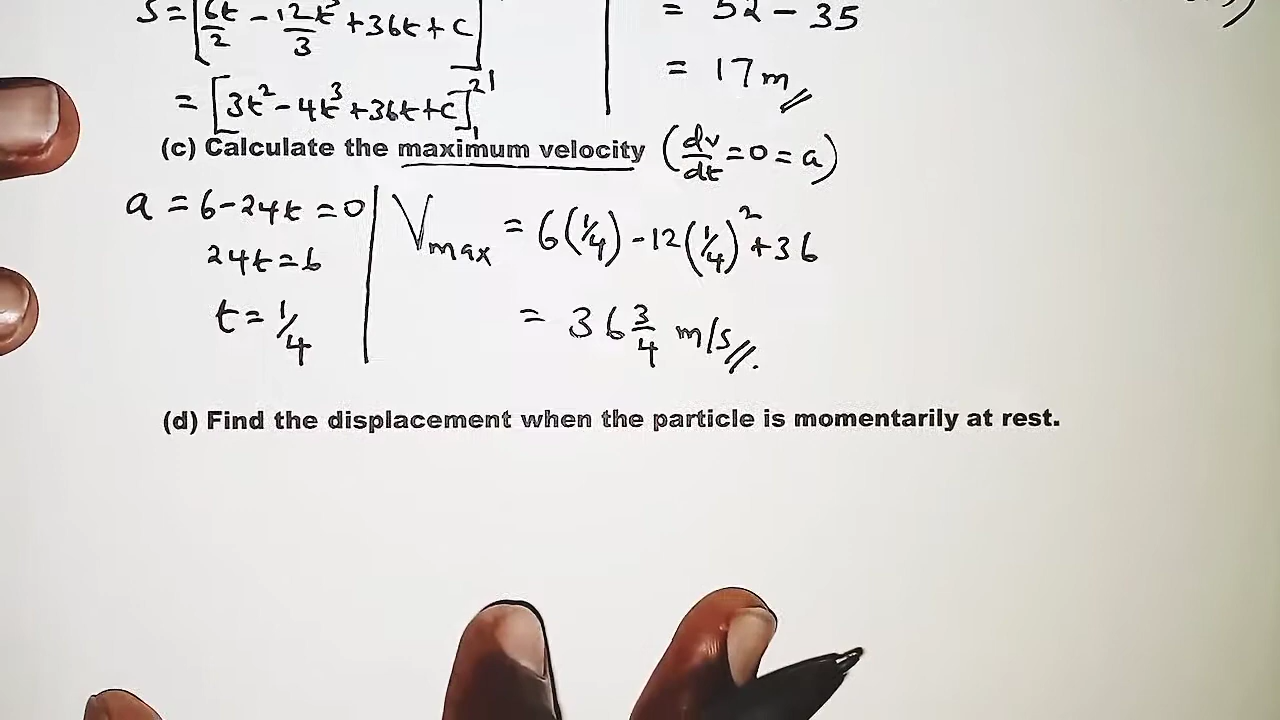 S = [6t/2 - 12t²/3 + 36t + C]
= [3t² - 4t³ + 36t + C]²₁
= 52 - 35
= 17m
(c) Calculate the maximum velocity (dv/dt = 0 = a)
a = 6 - 24t = 0
24t = 6
t = 1/4
Vmax = 6(1/4) - 12(1/4)² + 36
= 36 3/4 m/s
(d) Find the displacement when the particle is momentarily at rest.